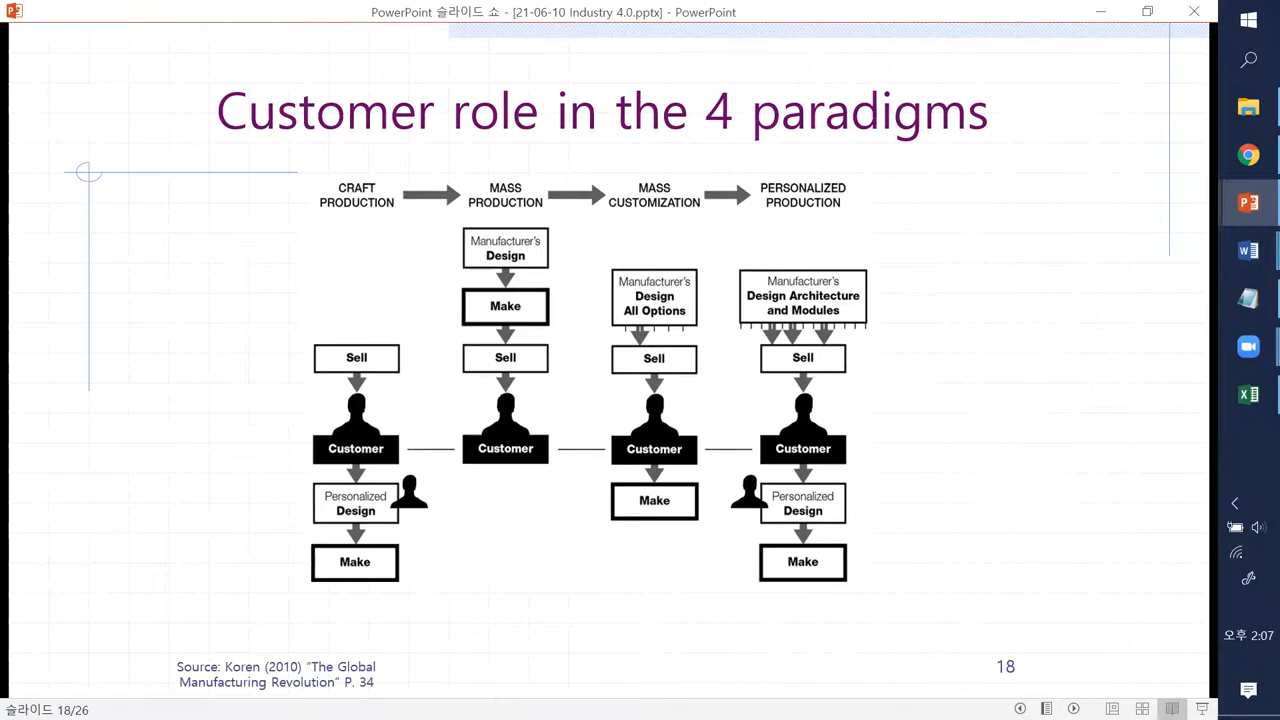 PowerPoint 슬라이드 쇼 - [21-06-10 Industry 4.0.pptx] - PowerPoint
Customer role in the 4 paradigms
CRAFT
PRODUCTION
MASS
PRODUCTION
MASS
CUSTOMIZATION
PERSONALIZED
PRODUCTION
Manufacturer's
Design
Make
Manufacturer's
Design
All Options
Manufacturer's
Design Architecture
and Modules
Sell
Sell
Sell
Sell
Customer
Customer
Customer
Customer
Personalized
Design
Make
Personalized
Design
Make
Make
Source: Koren (2010) "The Global
Manufacturing Revolution" P. 34
18
슬라이드 18/26
오후 2:07